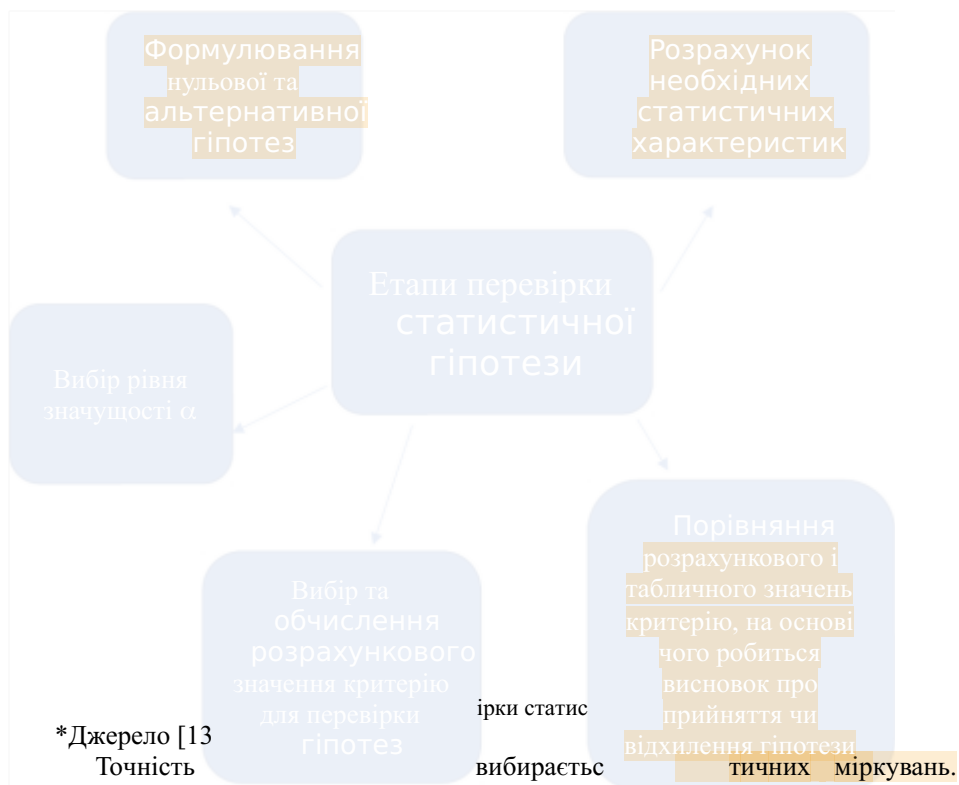 Формулювання
нульової та
альтернативної
гіпотез
Розрахунок
необхідних
статистичних
характеристик
Етапи перевірки
статистичної
гіпотези
Вибір рівня
значущості α
Вибір та
обчислення
розрахункового
значення критерію
для перевірки
гіпотез
Порівняння
розрахункового і
табличного значень
критерію, на основі
чого робиться
висновок про
прийняття чи
відхилення гіпотези
ірки статис
*Джерело [13
Точність вибираєтьс тичних міркувань.